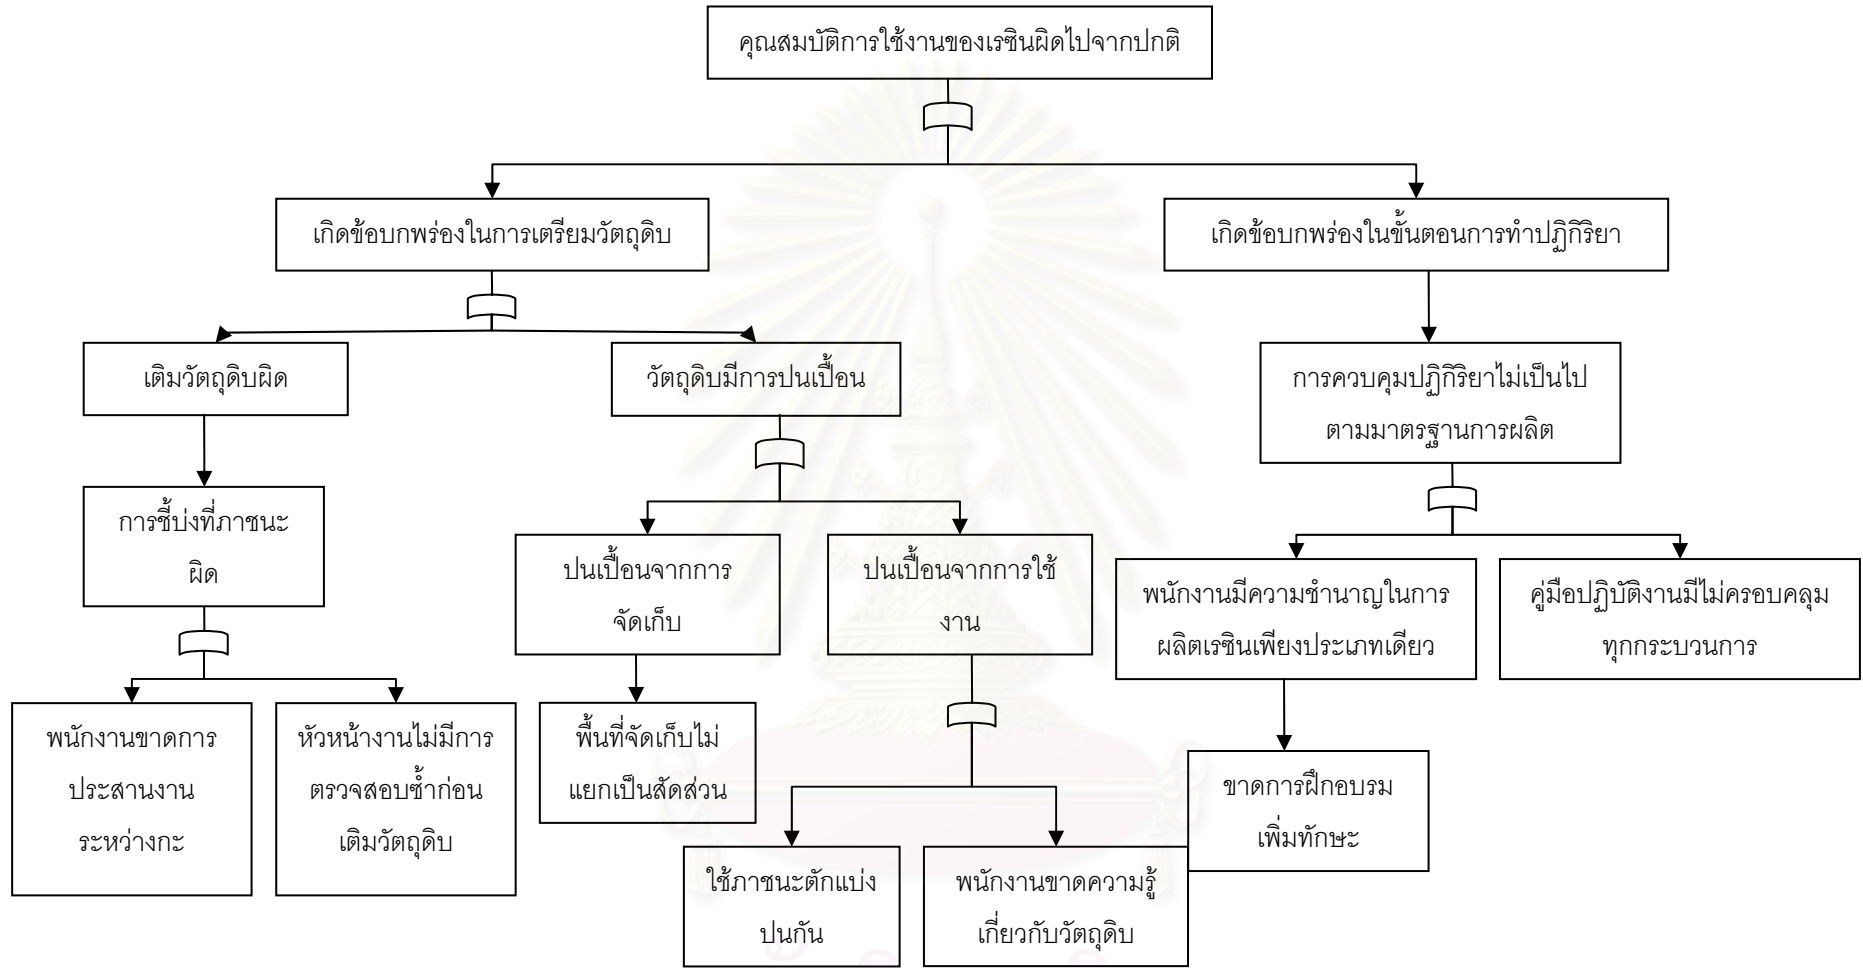 คุณสมบัติการใช้งานของเรซินผิดไปจากปกติ
เกิดข้อบกพร่องในการเตรียมวัตถุดิบ
เกิดข้อบกพร่องในขั้นตอนการทำปฏิกิริยา
เติมวัตถุดิบผิด
วัตถุดิบมีการปนเปื้อน
การควบคุมปฏิกิริยาไม่เป็นไป
ตามมาตรฐานการผลิต
การชี้บ่งที่ภาชนะ
ผิด
ปนเปื้อนจากการ
จัดเก็บ
ปนเปื้อนจากการใช้
งาน
พนักงานมีความชำนาญในการ
ผลิตเรซินเพียงประเภทเดียว
คู่มือปฏิบัติงานมีไม่ครอบคลุม
ทุกกระบวนการ
พนักงานขาดการ
ประสานงาน
ระหว่างกะ
หัวหน้างานไม่มีการ
ตรวจสอบซ้ำก่อน
เติมวัตถุดิบ
พื้นที่จัดเก็บไม่
แยกเป็นสัดส่วน
ขาดการฝึกอบรม
เพิ่มทักษะ
ใช้ภาชนะตักแบ่ง
ปนกัน
พนักงานขาดความรู้
เกี่ยวกับวัตถุดิบ